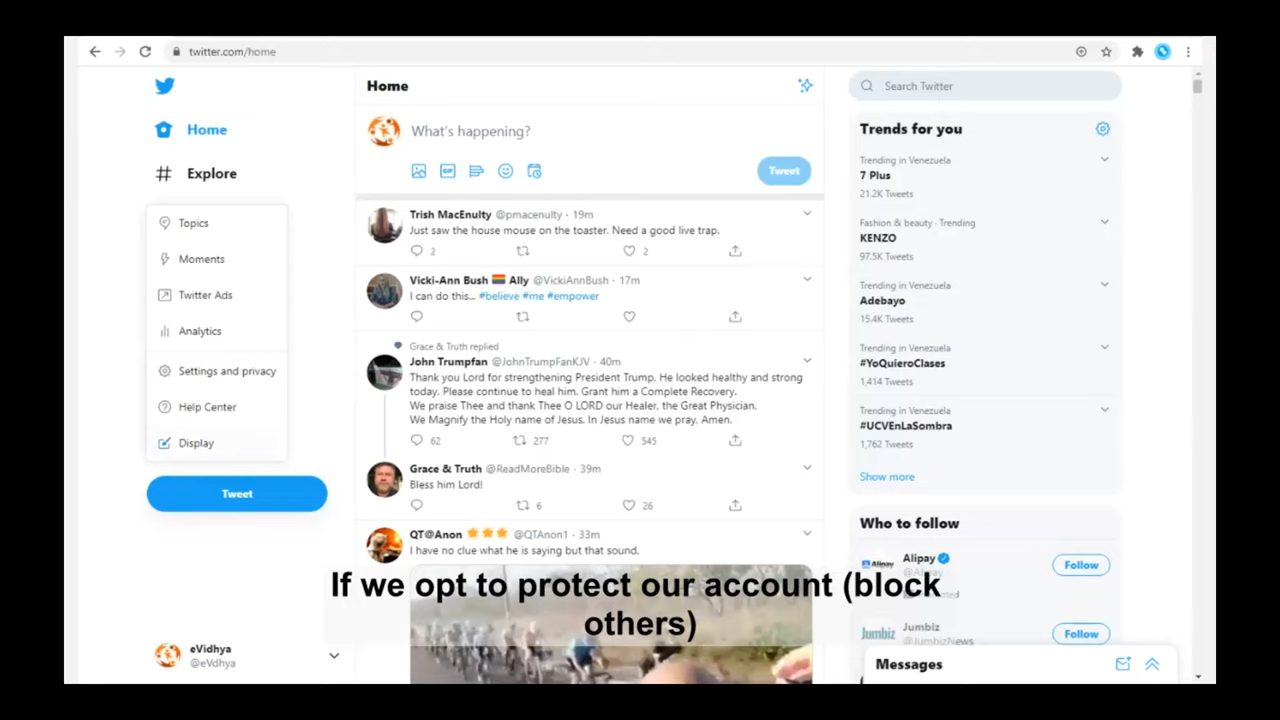 twitter.com/home
Home
Explore
Topics
Moments
Twitter Ads
Analytics
Settings and privacy
Help Center
Display
Tweet
eVidhya
@eVdhya
Home
What's happening?
GIF
Tweet
Trish MacEnulty @pmacenulty · 19m
Just saw the house mouse on the toaster. Need a good live trap.
2 2
Vicki-Ann Bush Ally @VickiAnnBush · 17m
I can do this... #believe #me #empower
Grace & Truth replied
John Trumpfan @JohnTrumpFanKJV · 40m
Thank you Lord for strengthening President Trump. He looked healthy and strong
today. Please continue to heal him. Grant him a Complete Recovery.
We praise Thee and thank Thee O LORD our Healer, the Great Physician.
We Magnify the Holy name of Jesus. In Jesus name we pray. Amen.
62 277 545
Grace & Truth @ReadMoreBible · 39m
Bless him Lord!
6 26
QT@Anon @QTAnon1 · 33m
I have no clue what he is saying but that sound.
If we opt to protect our account (block
others)
Search Twitter
Trends for you
Trending in Venezuela
7 Plus
21.2K Tweets
Fashion & beauty · Trending
KENZO
97.5K Tweets
Trending in Venezuela
Adebayo
15.4K Tweets
Trending in Venezuela
#YoQuieroClases
1,414 Tweets
Trending in Venezuela
#UCVEnLaSombra
1,762 Tweets
Show more
Who to follow
Alipay
@Alipay
Follow
Jumbiz
Jumbiz
@JumbizNews
Follow
Messages